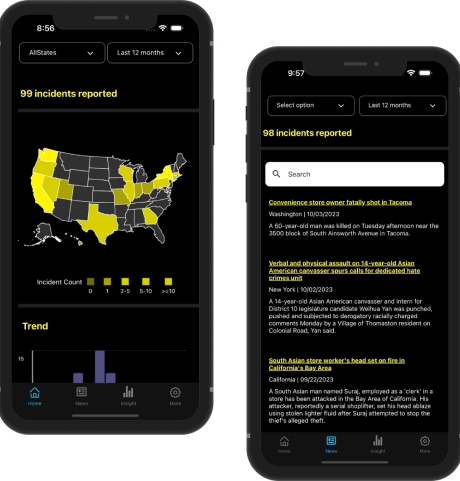 8:56
AllStates
Last 12 months
99 incidents reported
Incident Count
0
1
2-5
5-10
>=10
Trend
15
Home
News
Insight
More
9:57
Select option
Last 12 months
98 incidents reported
Search
Convenience store owner fatally shot in Tacoma
Washington | 10/03/2023
A 60-year-old man was killed on Tuesday afternoon near the
3500 block of South Ainsworth Avenue in Tacoma.
Verbal and physical assault on 14-year-old Asian
American canvasser spurs calls for dedicated hate
crimes unit
New York | 10/02/2023
A 14-year-old Asian American canvasser and intern for
District 10 legislature candidate Weihua Yan was punched,
pushed and subjected to derogatory racially charged
comments Monday by a Village of Thomaston resident on
Colonial Road, Yan said.
South Asian store worker's head set on fire in
California's Bay Area
California | 09/22/2023
A South Asian man named Suraj, employed as a 'clerk' in a
store has been attacked in the Bay Area of California. His
attacker, reportedly a serial shoplifter, set his head ablaze
using stolen lighter fluid after Suraj attempted to stop the
thief's alleged theft.
Home
News
Insight
More